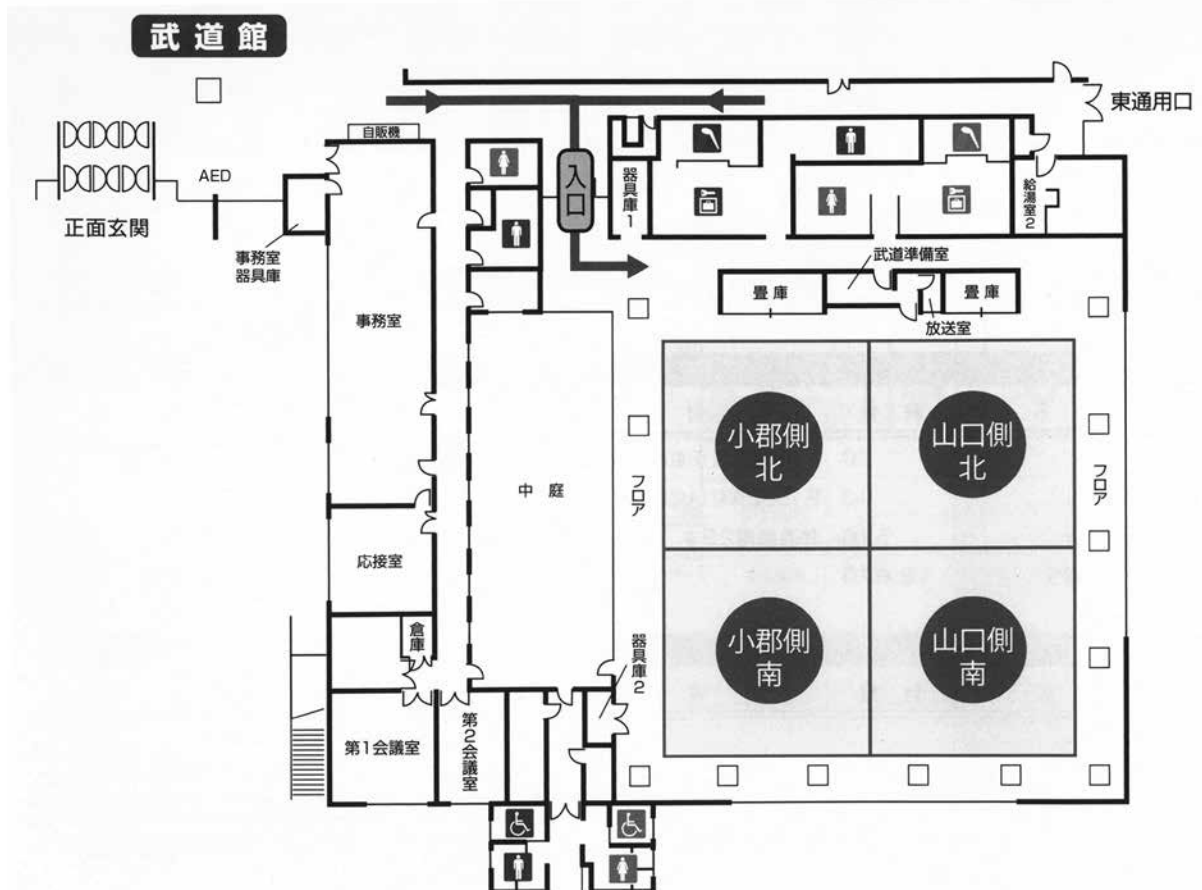 武道館
自販機
東通用口
AED
正面玄関
事務室
器具庫
入口
器具庫1
給湯室2
武道準備室
畳庫
畳庫
放送室
事務室
小郡側
北
山口側
北
フロア
フロア
中庭
応接室
倉庫
小郡側
南
山口側
南
器具庫2
第1会議室
第2会議室